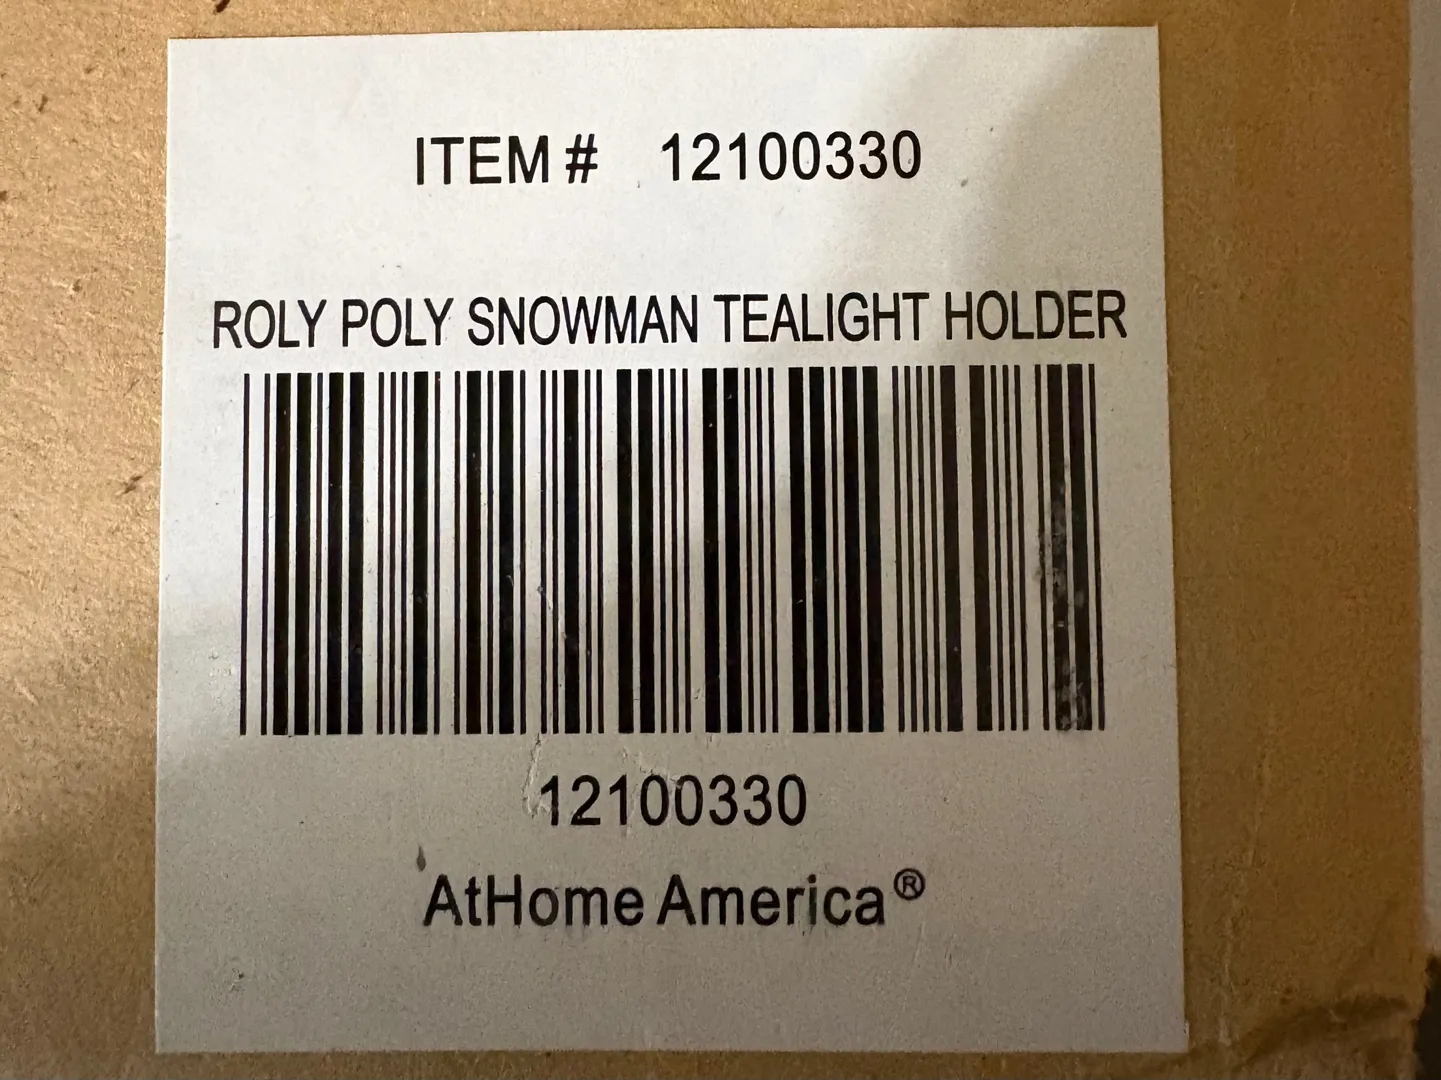 ITEM # 12100330
ROLY POLY SNOWMAN TEALIGHT HOLDER
12100330
AtHome America®